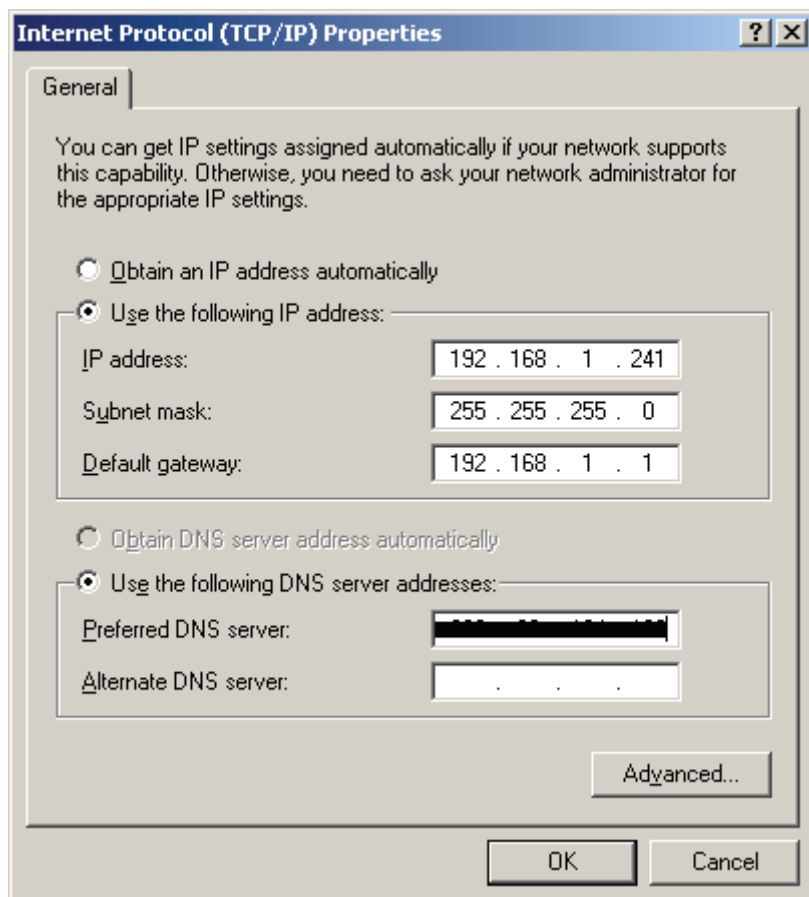 Internet Protocol (TCP/IP) Properties
General
You can get IP settings assigned automatically if your network supports
this capability. Otherwise, you need to ask your network administrator for
the appropriate IP settings.
Obtain an IP address automatically
Use the following IP address:
IP address: 192 . 168 . 1 . 241
Subnet mask: 255 . 255 . 255 . 0
Default gateway: 192 . 168 . 1 . 1
Obtain DNS server address automatically
Use the following DNS server addresses:
Preferred DNS server:
Alternate DNS server: . . .
Advanced...
OK Cancel